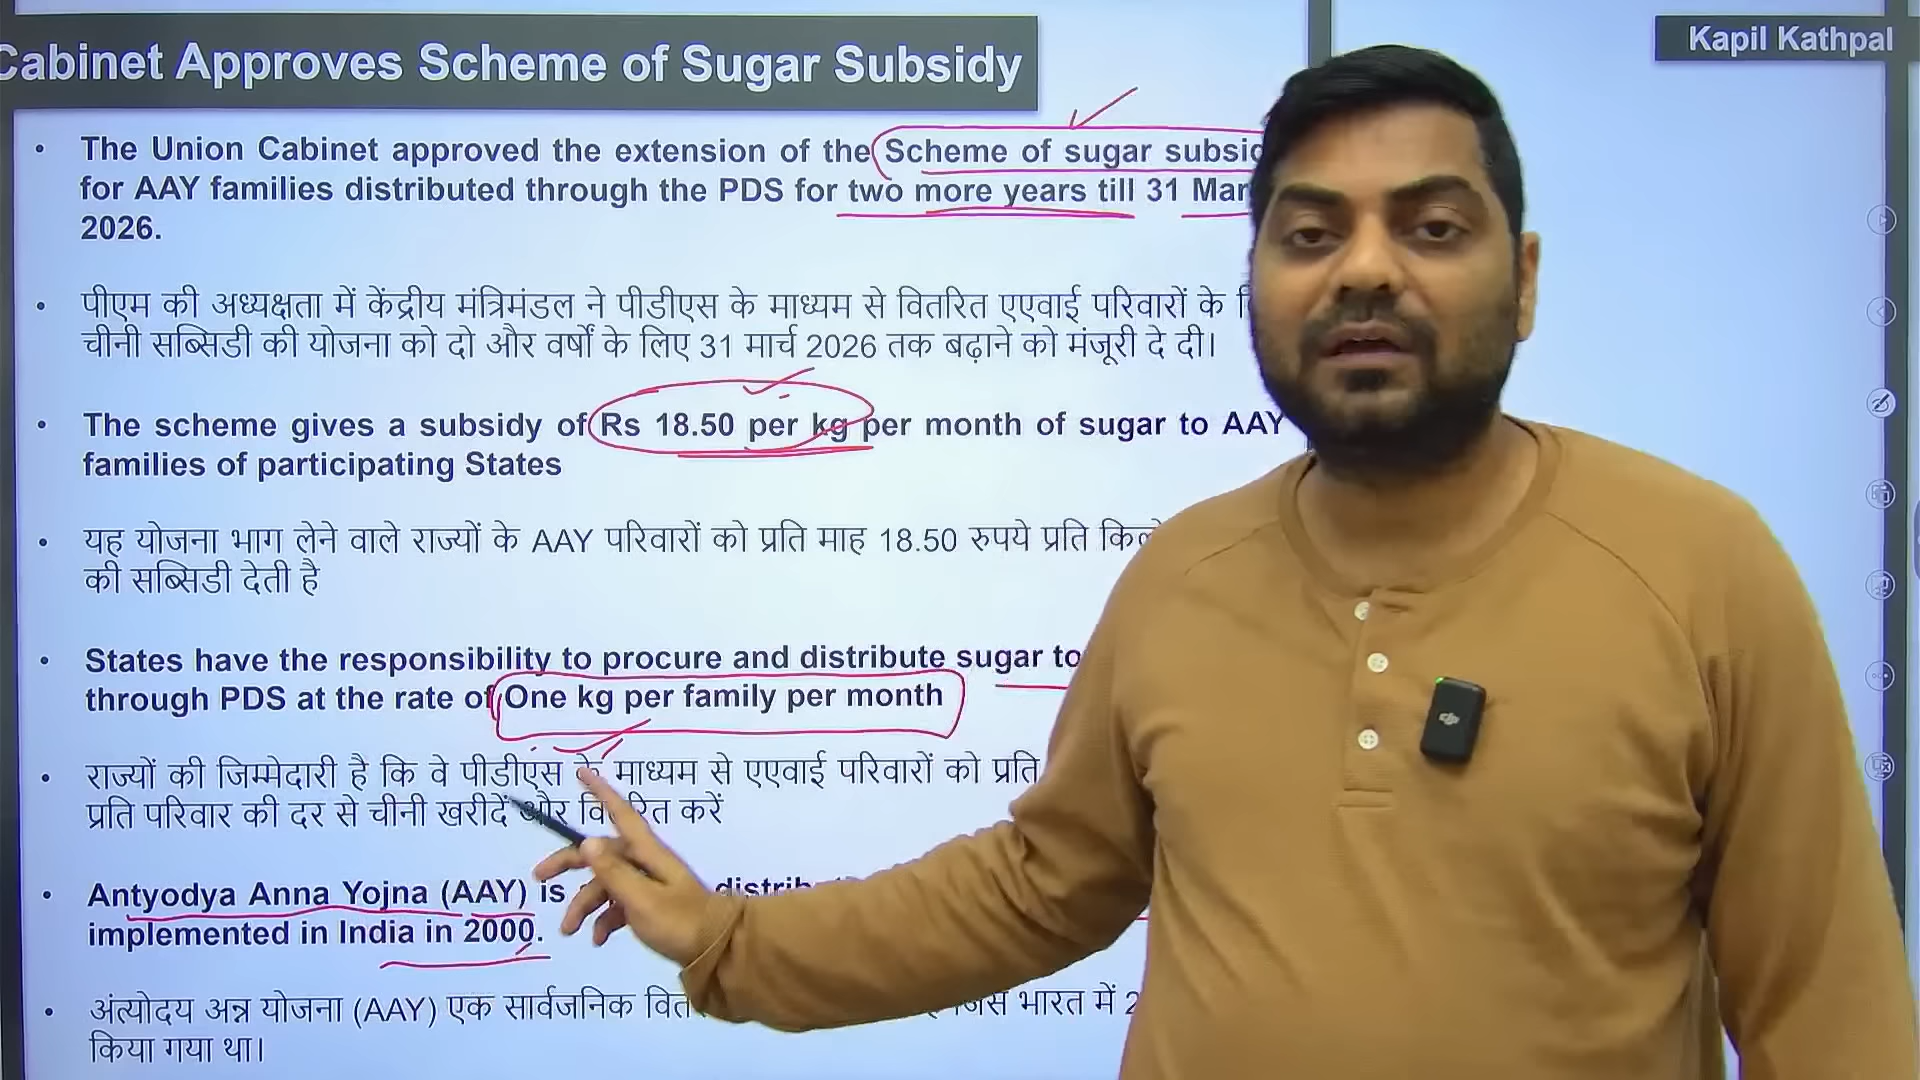 Cabinet Approves Scheme of Sugar Subsidy
Kapil Kathpal
• The Union Cabinet approved the extension of the Scheme of sugar
for AAY families distributed through the PDS for two more years till 31
2026.
• पीएम की अध्यक्षता में केंद्रीय मंत्रिमंडल ने पीडीएस के माध्यम से वितरित एएवाई परिवारों के
चीनी सब्सिडी की योजना को दो और वर्षों के लिए 31 मार्च 2026 तक बढ़ाने को मंजूरी दे दी।
• The scheme gives a subsidy of Rs 18.50 per kg per month of sugar to AAY
families of participating States
• यह योजना भाग लेने वाले राज्यों के AAY परिवारों को प्रति माह 18.50 रुपये प्रति
की सब्सिडी देती है
• States have the responsibility to procure and distribute sugar to
through PDS at the rate of One kg per family per month
• राज्यों की जिम्मेदारी है कि वे पीडीएस के माध्यम से एएवाई परिवारों को प्रति
प्रति परिवार की दर से चीनी खरीदें और वितरित करें
• Antyodya Anna Yojna (AAY) is
implemented in India in 2000.
• अंत्योदय अन्न योजना (AAY) एक सार्वजनिक भारत में
किया गया था।